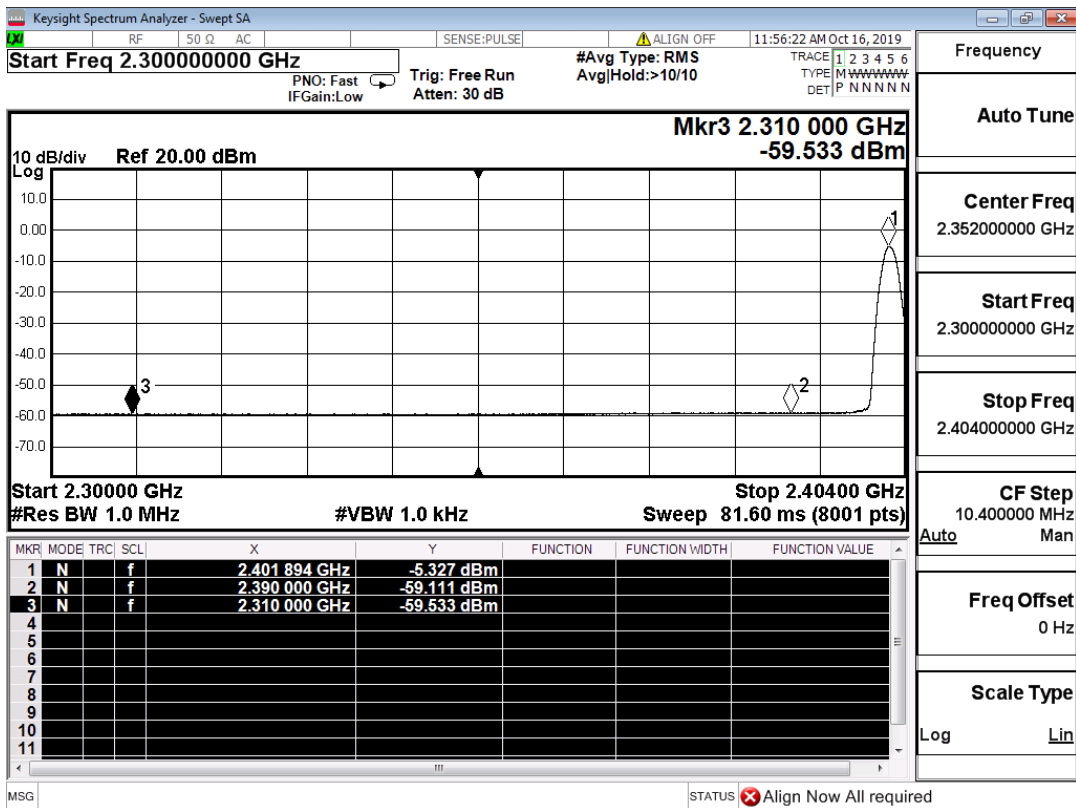 Keysight Spectrum Analyzer - Swept SA
LXI RF 50 Ω AC SENSE:PULSE ALIGN OFF 11:56:22 AM Oct 16, 2019
Start Freq 2.300000000 GHz
PNO: Fast
IFGain:Low
Trig: Free Run
Atten: 30 dB
#Avg Type: RMS
Avg|Hold:>10/10
TRACE 1 2 3 4 5 6
TYPE M WWWWW
DET P N N N N N
Mkr3 2.310 000 GHz
-59.533 dBm
10 dB/div Ref 20.00 dBm
Log
10.0
0.00
-10.0
-20.0
-30.0
-40.0
-50.0
-60.0
-70.0
1
2
3
Start 2.30000 GHz Stop 2.40400 GHz
#Res BW 1.0 MHz #VBW 1.0 kHz Sweep 81.60 ms (8001 pts)
MKR MODE TRC SCL X Y FUNCTION FUNCTION WIDTH FUNCTION VALUE
1 N f 2.401 894 GHz -5.327 dBm
2 N f 2.390 000 GHz -59.111 dBm
3 N f 2.310 000 GHz -59.533 dBm
4
5
6
7
8
9
10
11
MSG STATUS Align Now All required
Frequency
Auto Tune
Center Freq
2.352000000 GHz
Start Freq
2.300000000 GHz
Stop Freq
2.404000000 GHz
CF Step
10.400000 MHz
Auto Man
Freq Offset
0 Hz
Scale Type
Log Lin